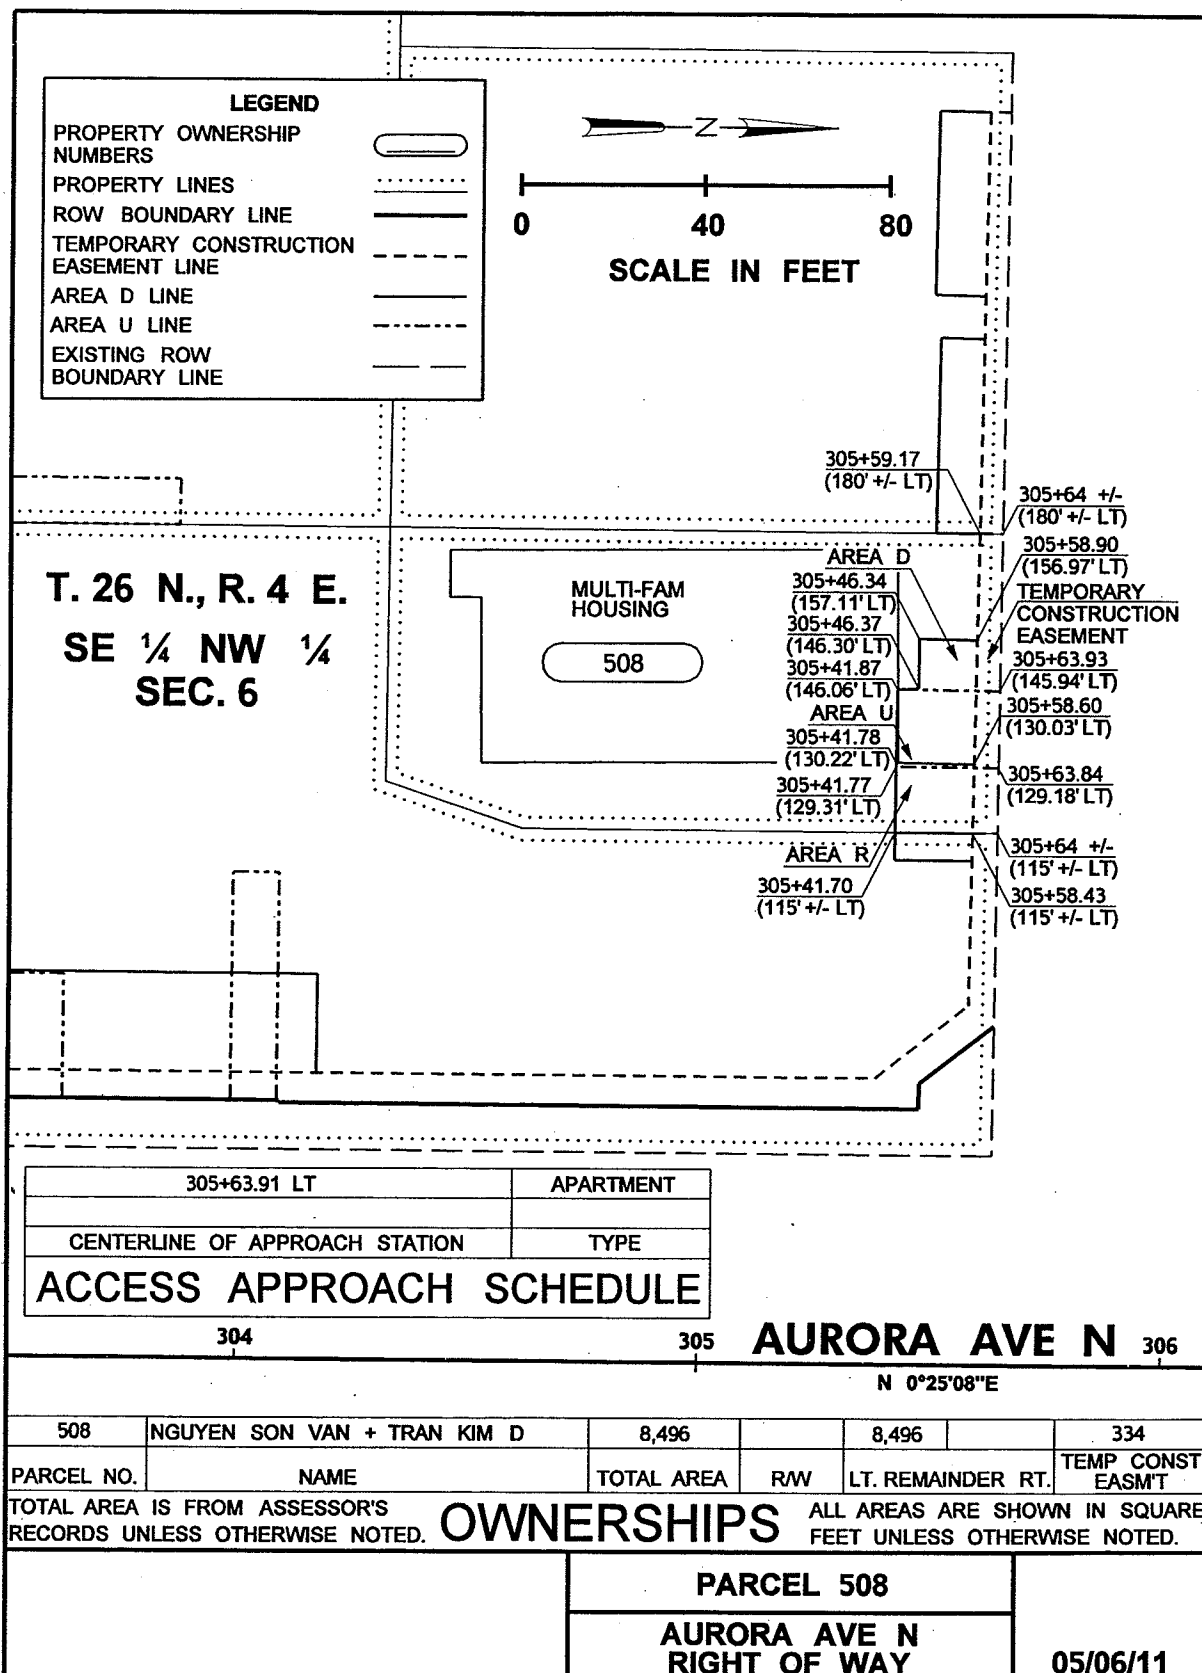 LEGEND
PROPERTY OWNERSHIP
NUMBERS
PROPERTY LINES
ROW BOUNDARY LINE
TEMPORARY CONSTRUCTION
EASEMENT LINE
AREA D LINE
AREA U LINE
EXISTING ROW
BOUNDARY LINE
Z
0 40 80
SCALE IN FEET
305+59.17
(180' +/- LT)
305+64 +/-
(180' +/- LT)
305+58.90
(156.97' LT)
TEMPORARY
CONSTRUCTION
EASEMENT
305+63.93
(145.94' LT)
305+58.60
(130.03' LT)
305+63.84
(129.18' LT)
305+64 +/-
(115' +/- LT)
305+58.43
(115' +/- LT)
AREA D
305+46.34
(157.11' LT)
305+46.37
(146.30' LT)
305+41.87
(146.06' LT)
AREA U
305+41.78
(130.22' LT)
305+41.77
(129.31' LT)
AREA R
305+41.70
(115' +/- LT)
MULTI-FAM
HOUSING
508
T. 26 N., R. 4 E.
SE 1/4 NW 1/4
SEC. 6
305+63.91 LT APARTMENT
CENTERLINE OF APPROACH STATION TYPE
ACCESS APPROACH SCHEDULE
304 305 AURORA AVE N 306
N 0°25'08"E
508 NGUYEN SON VAN + TRAN KIM D 8,496 8,496 334
PARCEL NO. NAME TOTAL AREA R/W LT. REMAINDER RT. TEMP CONST
EASM'T
TOTAL AREA IS FROM ASSESSOR'S
RECORDS UNLESS OTHERWISE NOTED.
OWNERSHIPS
ALL AREAS ARE SHOWN IN SQUARE
FEET UNLESS OTHERWISE NOTED.
PARCEL 508
AURORA AVE N
RIGHT OF WAY
05/06/11